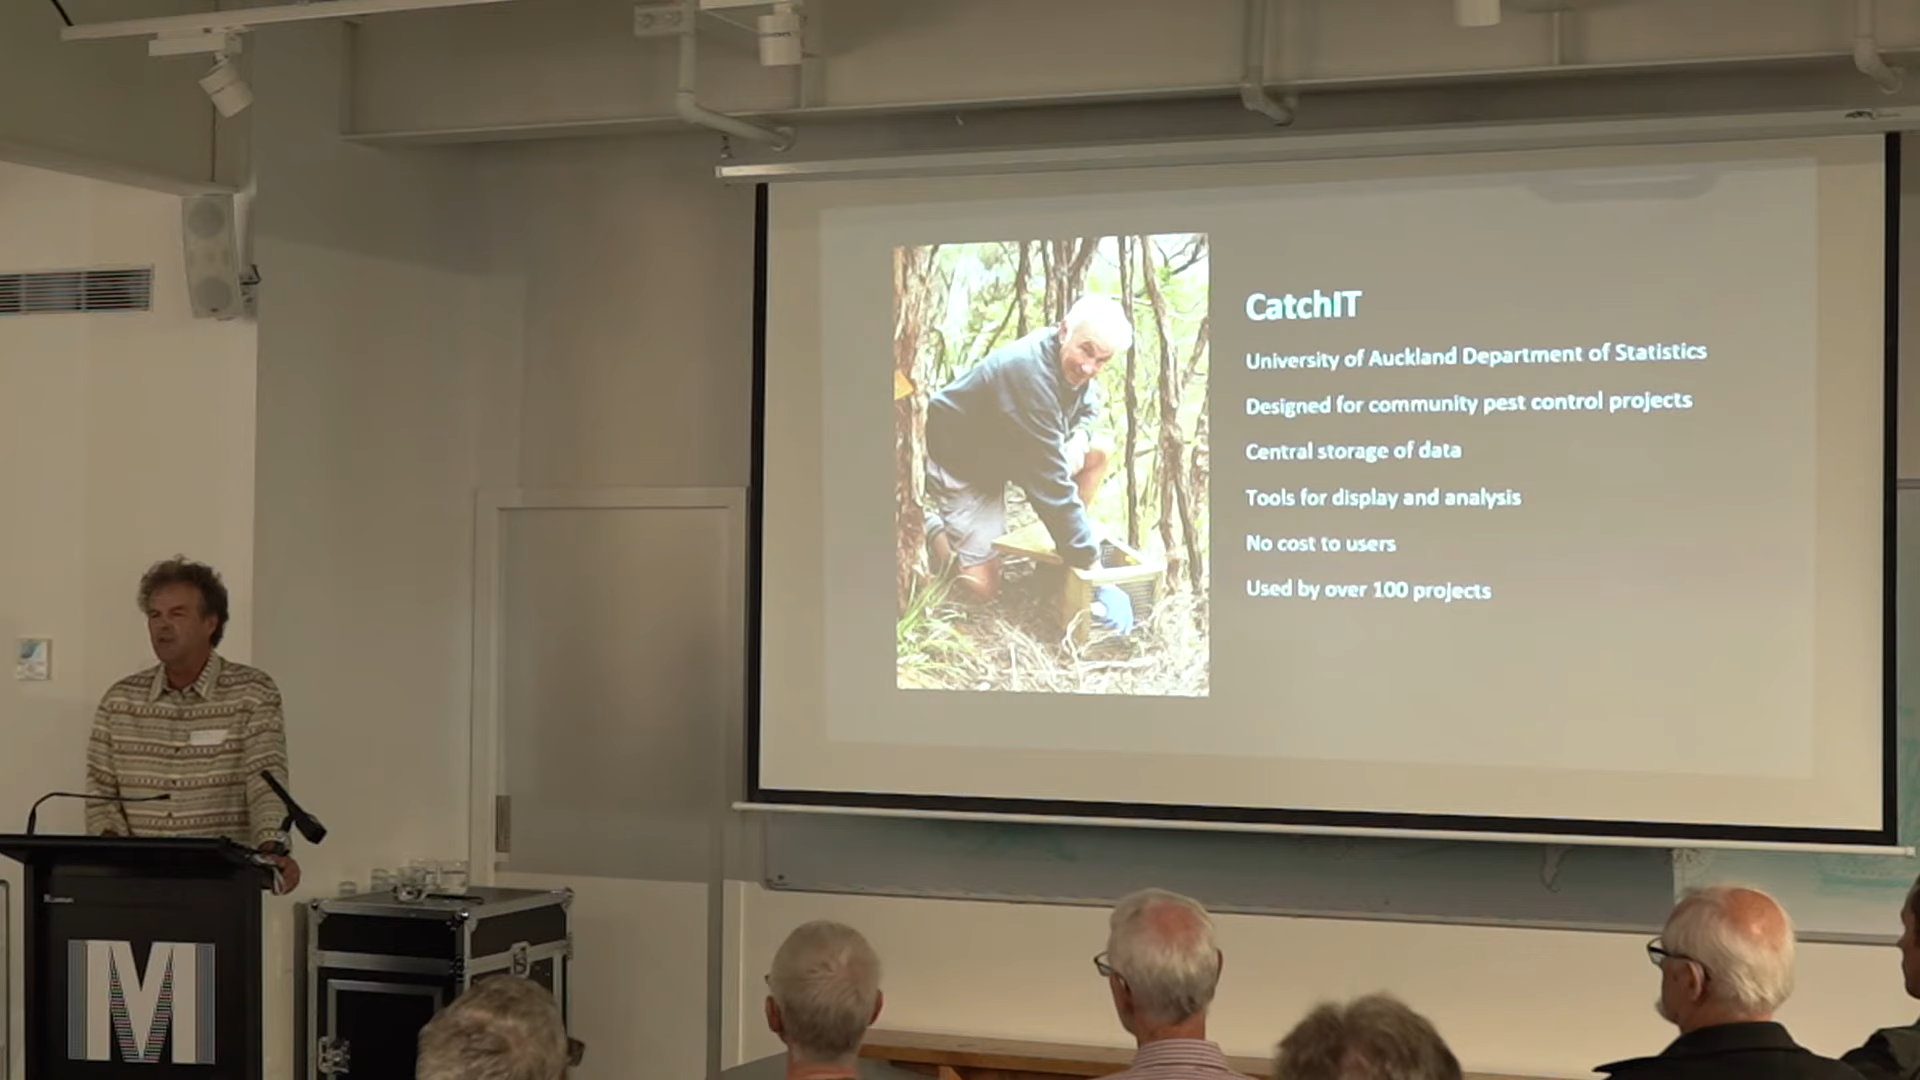 CatchIT
University of Auckland Department of Statistics
Designed for community pest control projects
Central storage of data
Tools for display and analysis
No cost to users
Used by over 100 projects
M